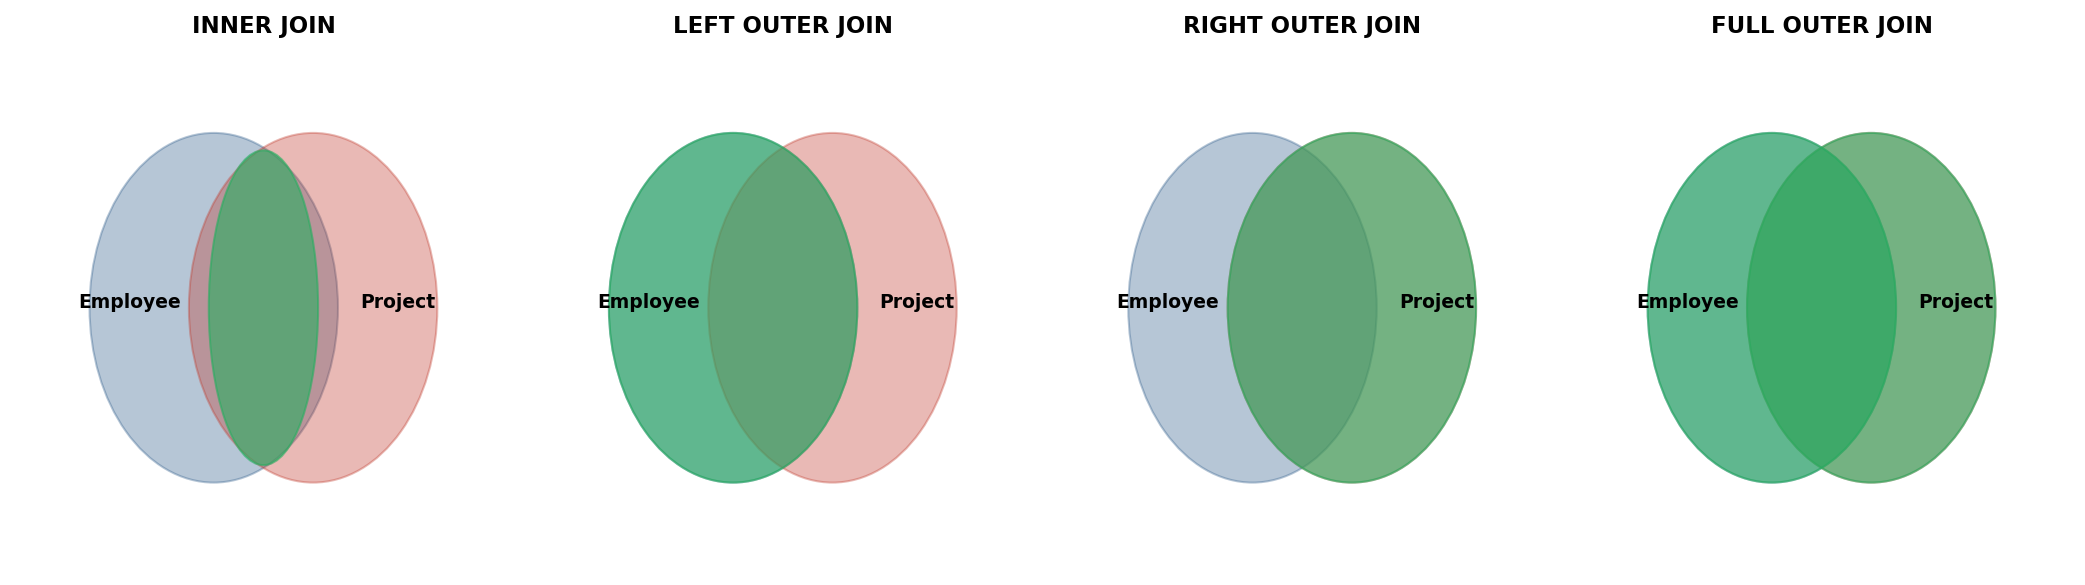 INNER JOIN
LEFT OUTER JOIN
RIGHT OUTER JOIN
FULL OUTER JOIN
Employee
Project
Employee
Project
Employee
Project
Employee
Project